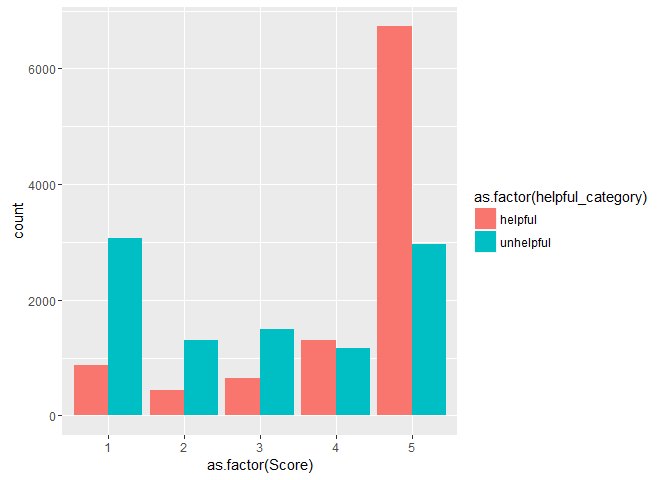 6000
4000
2000
0
count
1 2 3 4 5
as.factor(Score)
as.factor(helpful_category)
helpful
unhelpful